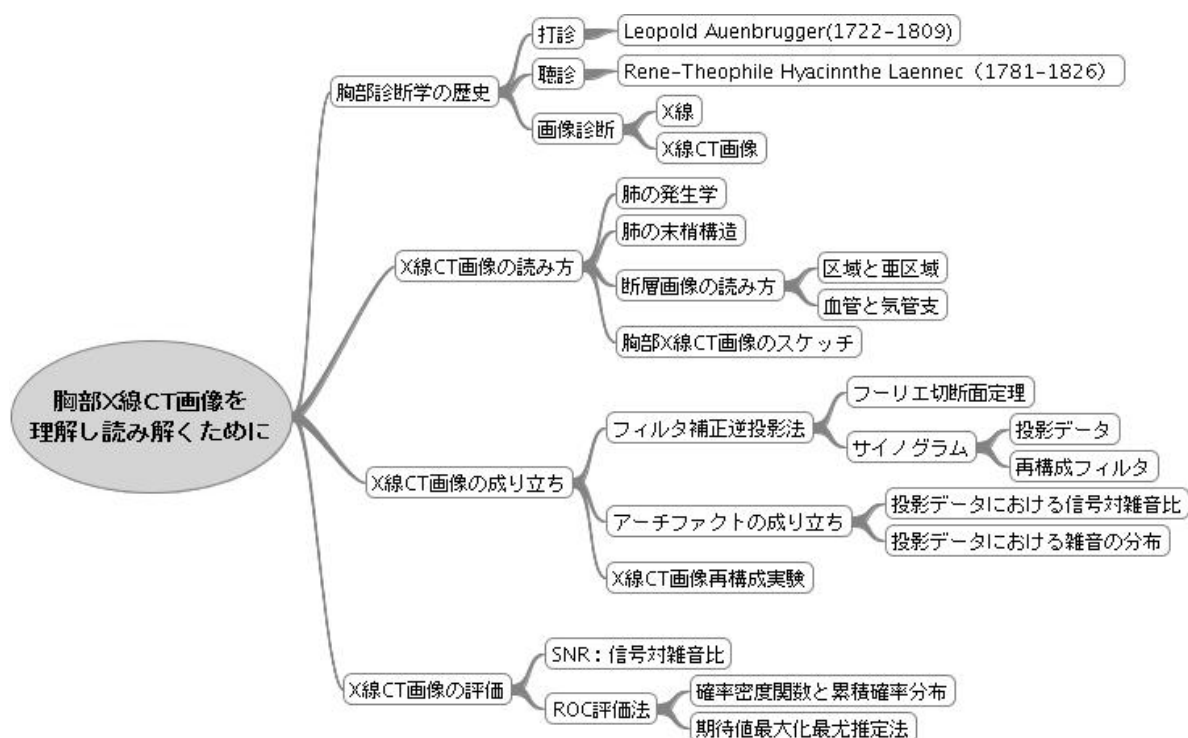 打診
Leopold Auenbrugger(1722-1809)
聴診
Rene-Theophile Hyacinnthe Laennec（1781-1826）
胸部診断学の歴史
画像診断
X線
X線CT画像
肺の発生学
肺の末梢構造
X線CT画像の読み方
断層画像の読み方
区域と亜区域
血管と気管支
胸部X線CT画像のスケッチ
胸部X線CT画像を
理解し読み解くために
フィルタ補正逆投影法
フーリエ切断面定理
サイノグラム
投影データ
再構成フィルタ
X線CT画像の成り立ち
アーチファクトの成り立ち
投影データにおける信号対雑音比
投影データにおける雑音の分布
X線CT画像再構成実験
SNR：信号対雑音比
X線CT画像の評価
ROC評価法
確率密度関数と累積確率分布
期待値最大化最尤推定法